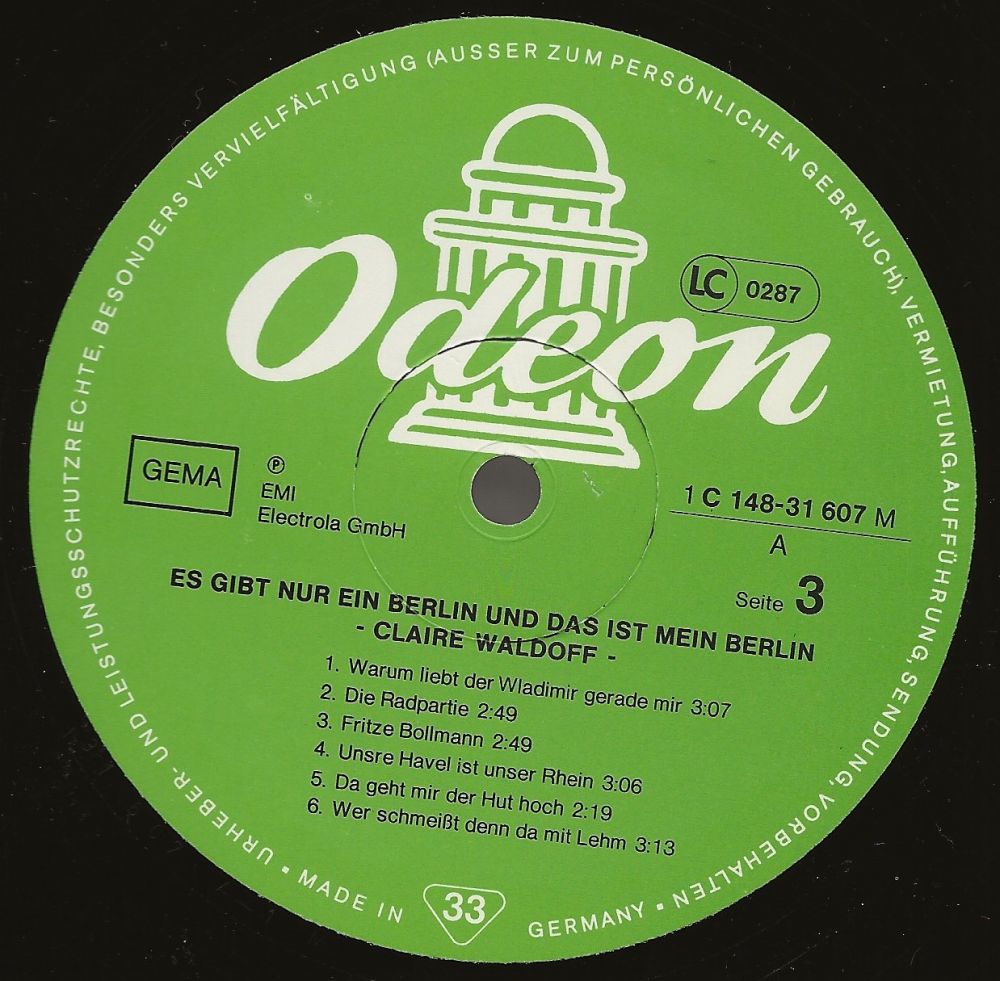 URHEBER- UND LEISTUNGSSCHUTZRECHTE, BESONDERS VERVIELFÄLTIGUNG (AUSSER ZUM PERSÖNLICHEN GEBRAUCH), VERMIETUNG, AUFFÜHRUNG, SENDUNG, VORBEHALTEN ▪
Odeon
LC 0287
GEMA
℗
EMI
Electrola GmbH
1 C 148-31 607 M
A
Seite 3
ES GIBT NUR EIN BERLIN UND DAS IST MEIN BERLIN
- CLAIRE WALDOFF -
1. Warum liebt der Wladimir gerade mir 3:07
2. Die Radpartie 2:49
3. Fritze Bollmann 2:49
4. Unsre Havel ist unser Rhein 3:06
5. Da geht mir der Hut hoch 2:19
6. Wer schmeißt denn da mit Lehm 3:13
▪ MADE IN GERMANY ▪
33